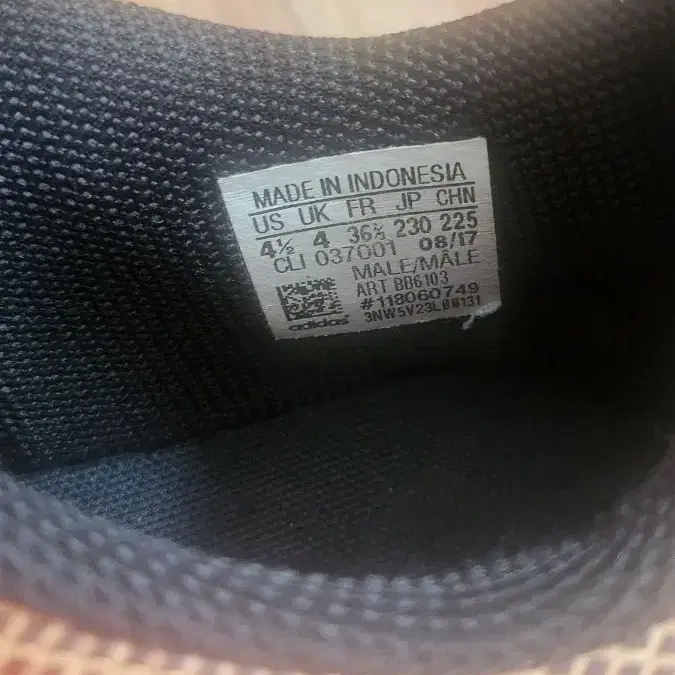 MADE IN INDONESIA
US UK FR JP CHN
4½ 4 36⅔ 230 225
CLI 037001 08/17
MALE/MÂLE
ART BB6103
#118060749
adidas